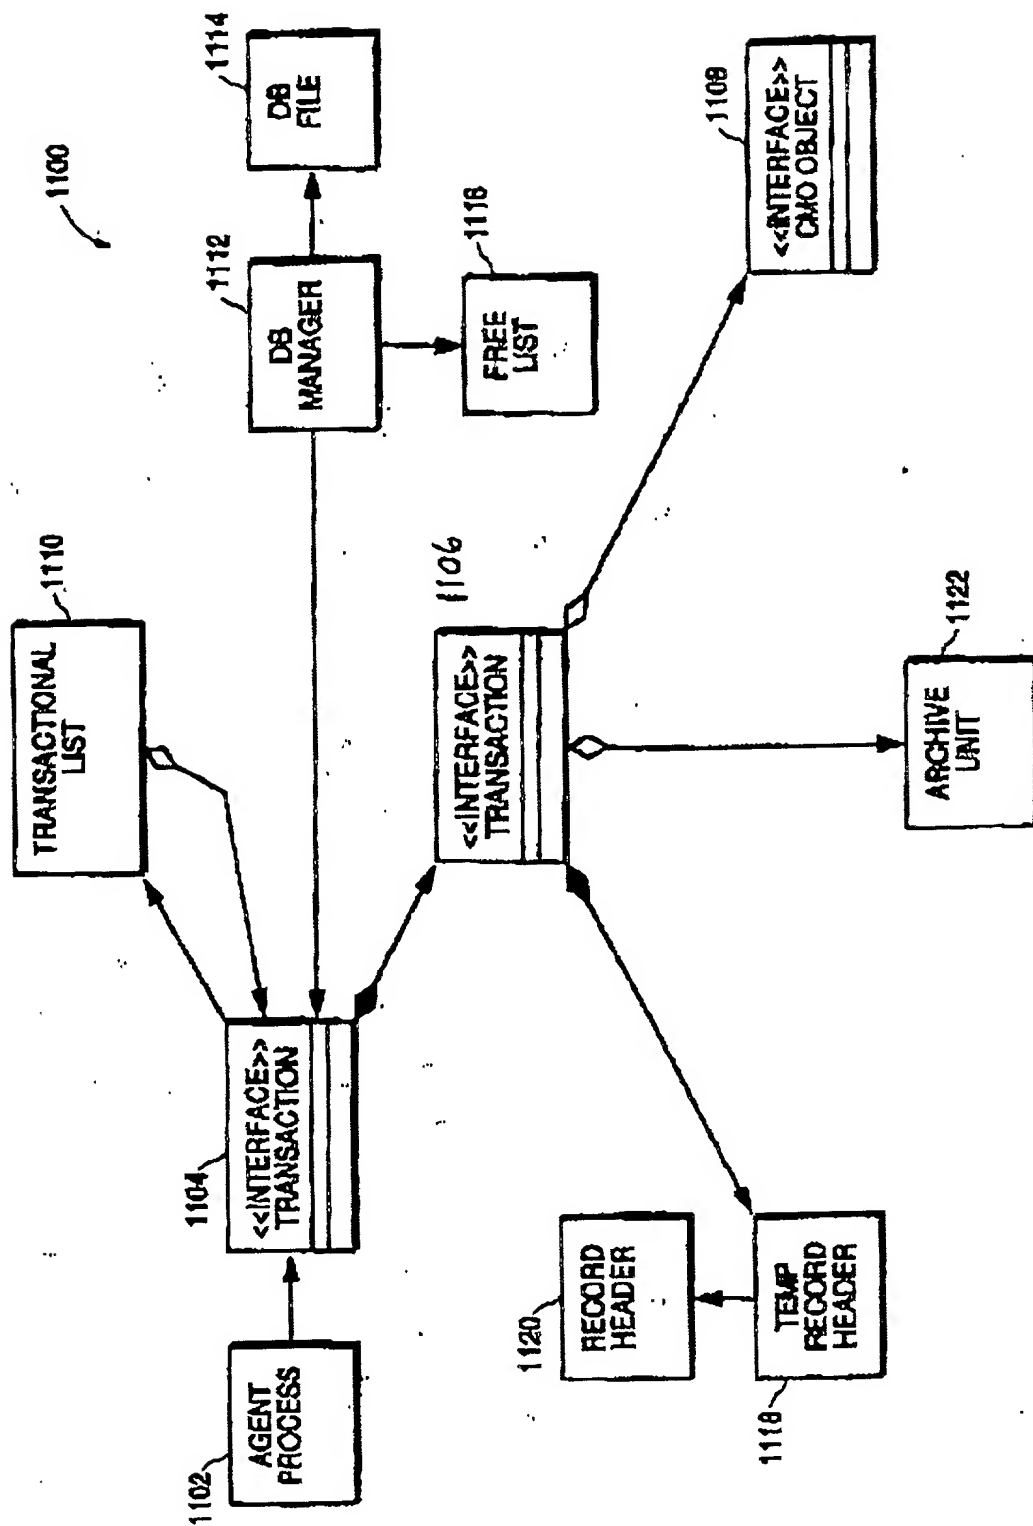 1110
TRANSACTIONAL
LIST
1100
1102
AGENT
PROCESS
1104
<<INTERFACE>>
TRANSACTION
1112
DB
MANAGER
1114
DB
FILE
1106
<<INTERFACE>>
TRANSACTION
1116
FREE
LIST
1120
RECORD
HEADER
1108
<<INTERFACE>>
CMO OBJECT
1118
TEMP
RECORD
HEADER
1122
ARCHIVE
UNIT